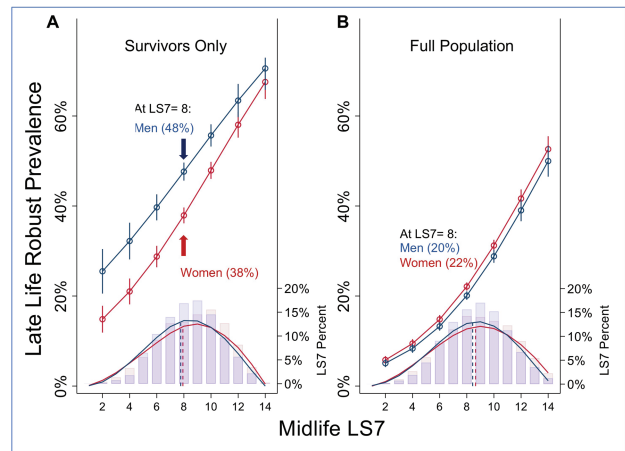 A
Survivors Only
B
Full Population
Late Life Robust Prevalence
0%
20%
40%
60%
At LS7= 8:
Men (48%)
Women (38%)
At LS7= 8:
Men (20%)
Women (22%)
20%
15%
10%
5%
0%
LS7 Percent
20%
15%
10%
5%
0%
LS7 Percent
0%
20%
40%
60%
2 4 6 8 10 12 14
2 4 6 8 10 12 14
Midlife LS7